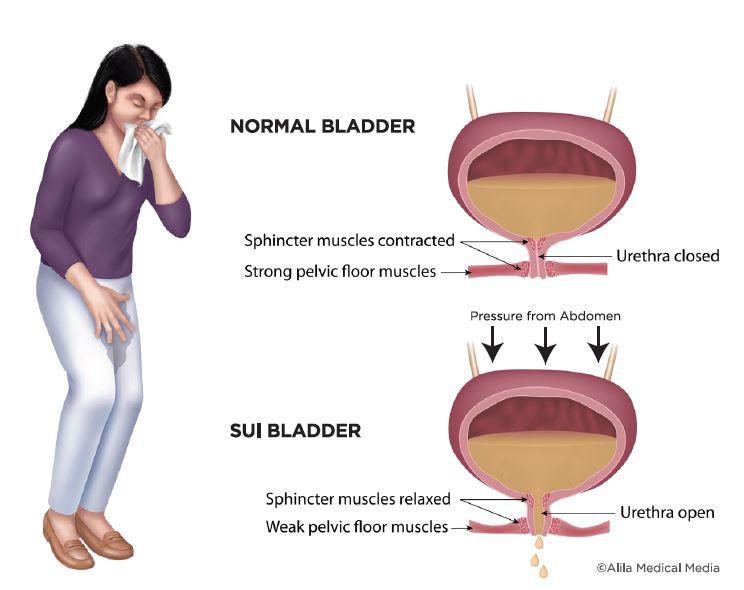 NORMAL BLADDER
Sphincter muscles contracted
Urethra closed
Strong pelvic floor muscles
Pressure from Abdomen
SUI BLADDER
Sphincter muscles relaxed
Urethra open
Weak pelvic floor muscles
©Alila Medical Media